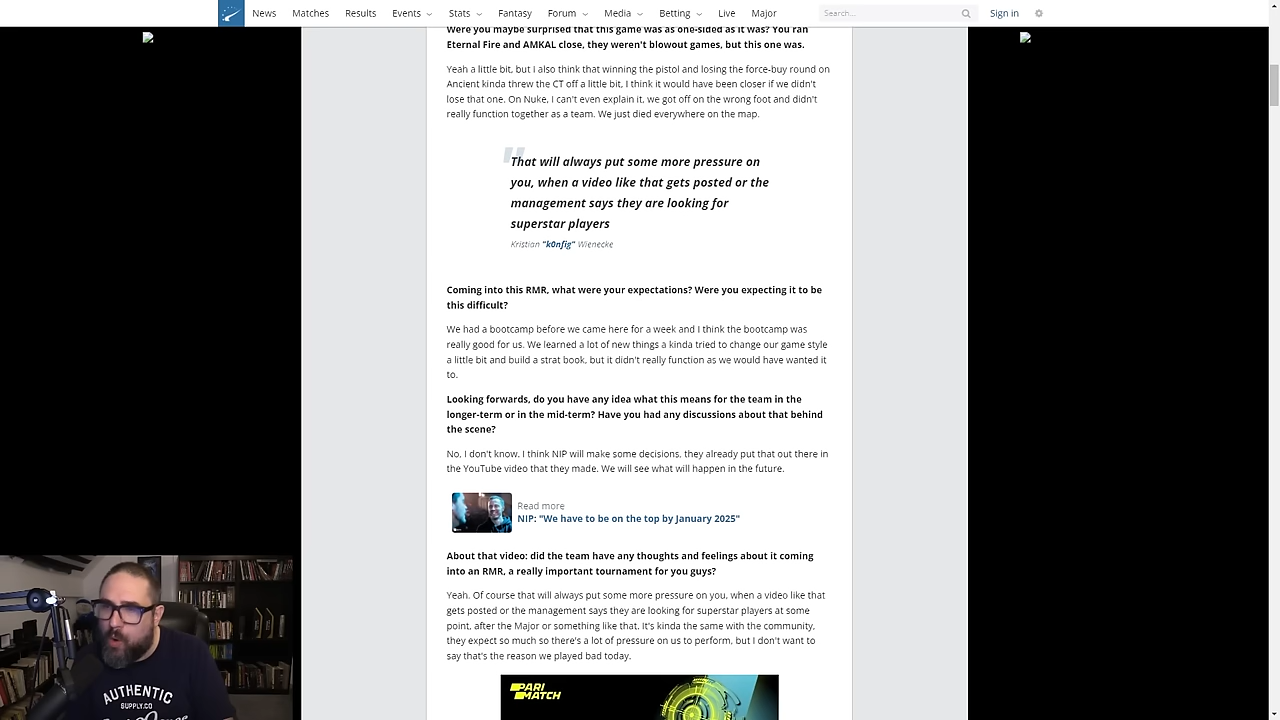 News Matches Results Events Stats Fantasy Forum Media Betting Live Major Search... Sign in
Were you maybe surprised that this game was as one-sided as it was? You ran
Eternal Fire and AMKAL close, they weren't blowout games, but this one was.
Yeah a little bit, but I also think that winning the pistol and losing the force-buy round on
Ancient kinda threw the CT off a little bit, I think it would have been closer if we didn't
lose that one. On Nuke, I can't even explain it, we got off on the wrong foot and didn't
really function together as a team. We just died everywhere on the map.
"
That will always put some more pressure on
you, when a video like that gets posted or the
management says they are looking for
superstar players
Kristian "k0nfig" Wienecke
Coming into this RMR, what were your expectations? Were you expecting it to be
this difficult?
We had a bootcamp before we came here for a week and I think the bootcamp was
really good for us. We learned a lot of new things a kinda tried to change our game style
a little bit and build a strat book, but it didn't really function as we would have wanted it
to.
Looking forwards, do you have any idea what this means for the team in the
longer-term or in the mid-term? Have you had any discussions about that behind
the scene?
No, I don't know. I think NIP will make some decisions, they already put that out there in
the YouTube video that they made. We will see what will happen in the future.
Read more
NIP: "We have to be on the top by January 2025"
About that video: did the team have any thoughts and feelings about it coming
into an RMR, a really important tournament for you guys?
Yeah. Of course that will always put some more pressure on you, when a video like that
gets posted or the management says they are looking for superstar players at some
point, after the Major or something like that. It's kinda the same with the community,
they expect so much so there's a lot of pressure on us to perform, but I don't want to
say that's the reason we played bad today.
PARI
MATCH
AUTHENTIC
SUPPLY.CO